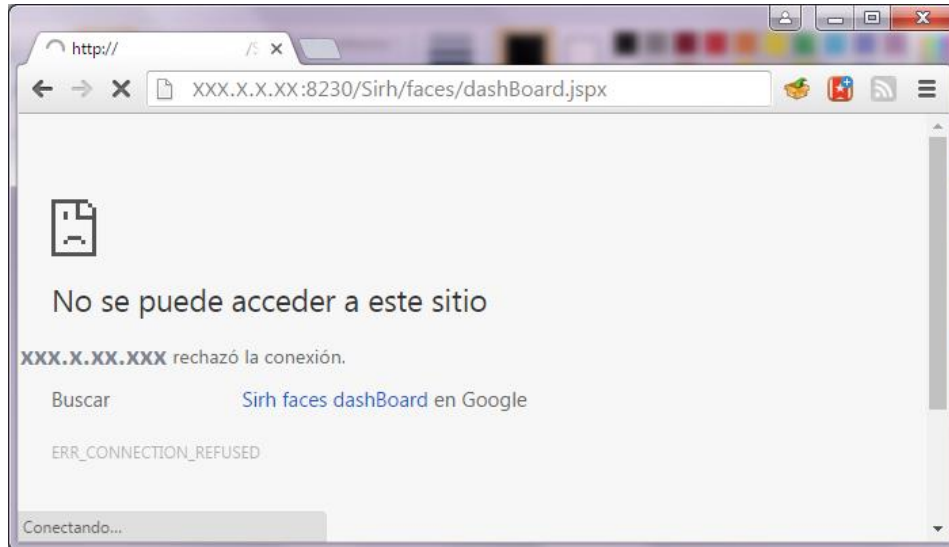 http:// /S
XXX.X.X.XX:8230/Sirh/faces/dashBoard.jspx
No se puede acceder a este sitio
XXX.X.XX.XXX rechazó la conexión.
Buscar Sirh faces dashBoard en Google
ERR_CONNECTION_REFUSED
Conectando...